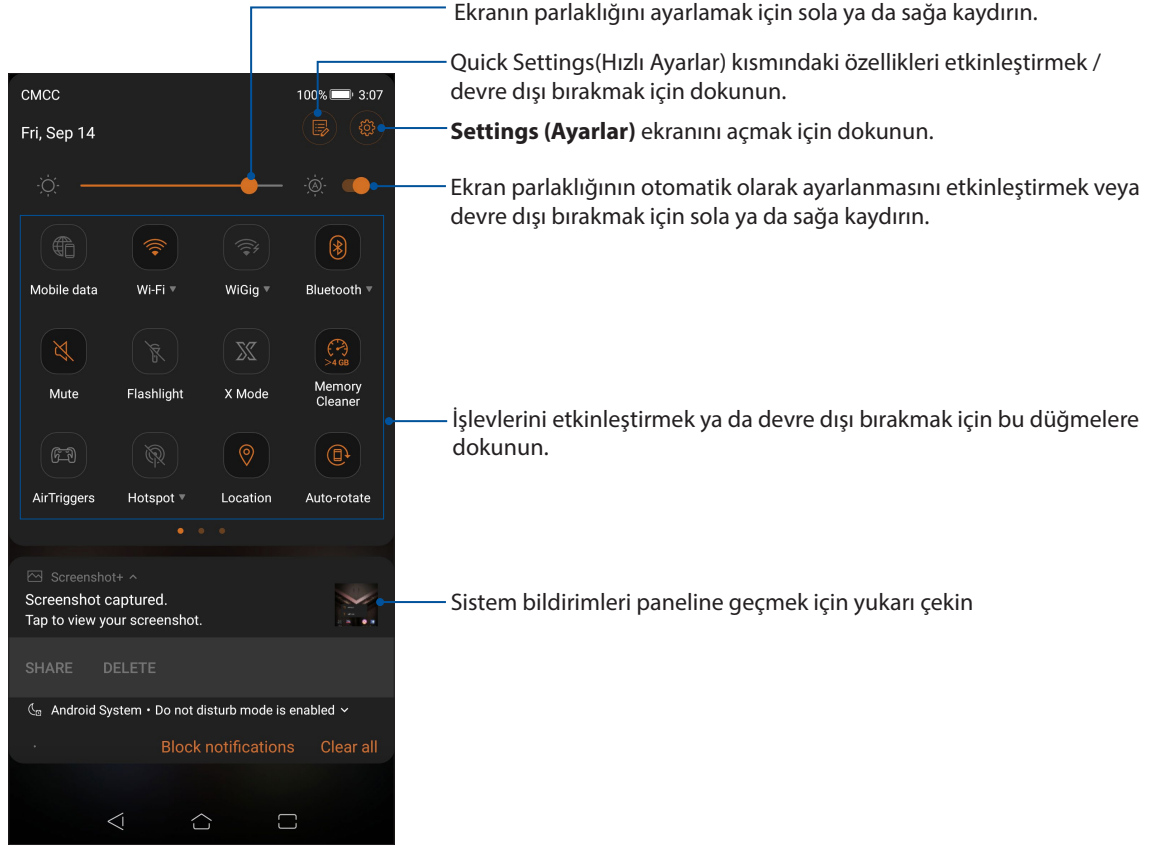 Ekranın parlaklığını ayarlamak için sola ya da sağa kaydırın.
Quick Settings(Hızlı Ayarlar) kısmındaki özellikleri etkinleştirmek /
devre dışı bırakmak için dokunun.
Settings (Ayarlar) ekranını açmak için dokunun.
Ekran parlaklığının otomatik olarak ayarlanmasını etkinleştirmek veya
devre dışı bırakmak için sola ya da sağa kaydırın.
İşlevlerini etkinleştirmek ya da devre dışı bırakmak için bu düğmelere
dokunun.
Sistem bildirimleri paneline geçmek için yukarı çekin
CMCC 100% 3:07
Fri, Sep 14
A
Mobile data Wi-Fi WiGig Bluetooth
>4 GB
Mute Flashlight X Mode Memory
Cleaner
AirTriggers Hotspot Location Auto-rotate
Screenshot+
Screenshot captured.
Tap to view your screenshot.
SHARE DELETE
Android System • Do not disturb mode is enabled
Block notifications Clear all